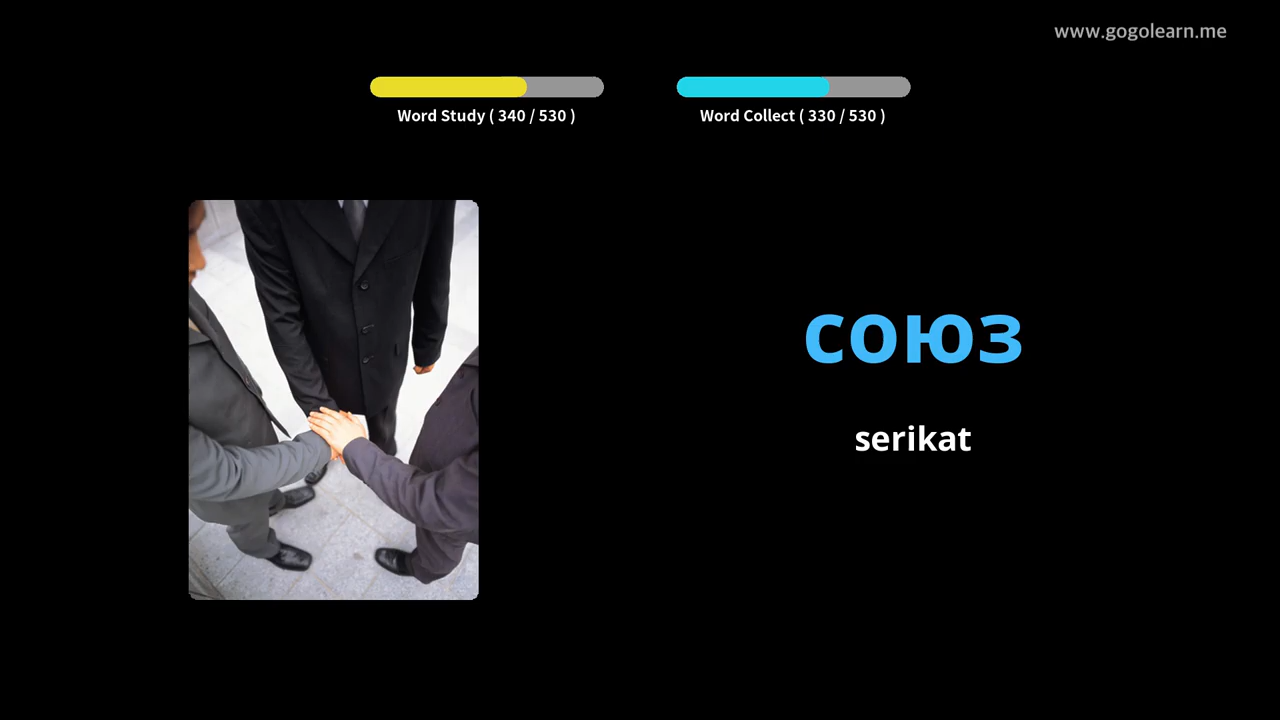 www.gogolearn.me
Word Study ( 340 / 530 )
Word Collect ( 330 / 530 )
союз
serikat